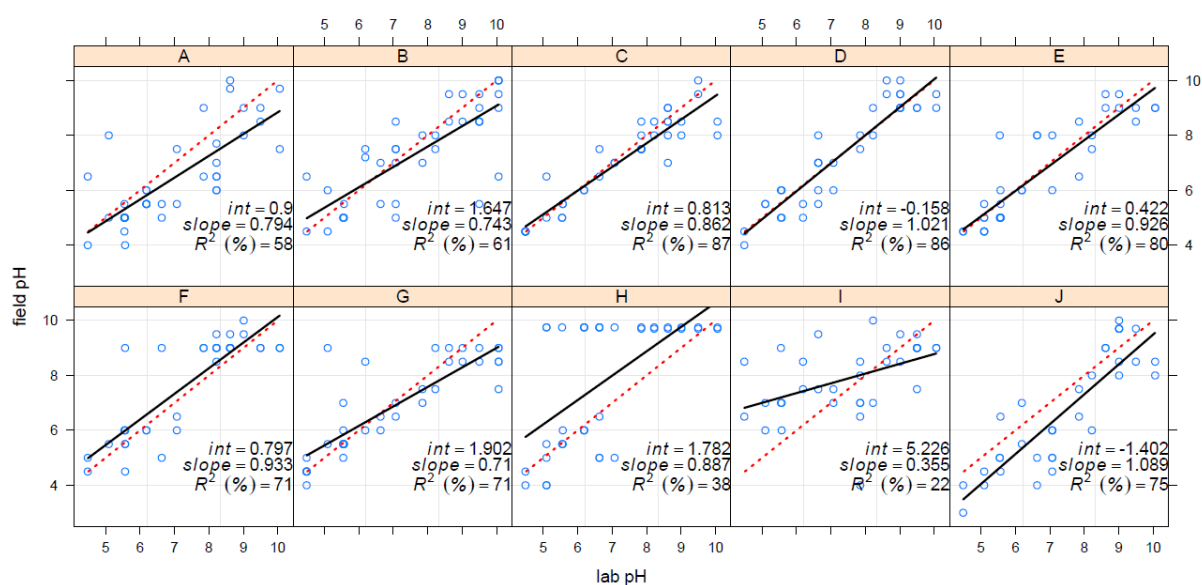 5 6 7 8 9 10 5 6 7 8 9 10
A B C D E
int = 0.9
slope = 0.794
R² (%) = 58
int = 1.647
slope = 0.743
R² (%) = 61
int = 0.813
slope = 0.862
R² (%) = 87
int = -0.158
slope = 1.021
R² (%) = 86
int = 0.422
slope = 0.926
R² (%) = 80
10
8
6
4
field pH
F G H I J
10
8
6
4
int = 0.797
slope = 0.933
R² (%) = 71
int = 1.902
slope = 0.71
R² (%) = 71
int = 1.782
slope = 0.887
R² (%) = 38
int = 5.226
slope = 0.355
R² (%) = 22
int = -1.402
slope = 1.089
R² (%) = 75
5 6 7 8 9 10 5 6 7 8 9 10 5 6 7 8 9 10
lab pH